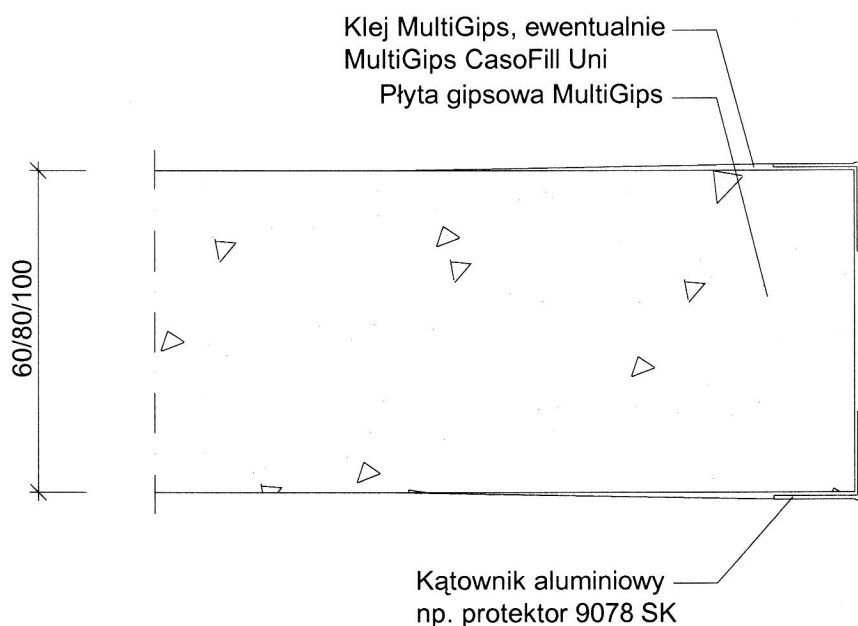 Klej MultiGips, ewentualnie
MultiGips CasoFill Uni
Płyta gipsowa MultiGips
60/80/100
Kątownik aluminiowy
np. protektor 9078 SK